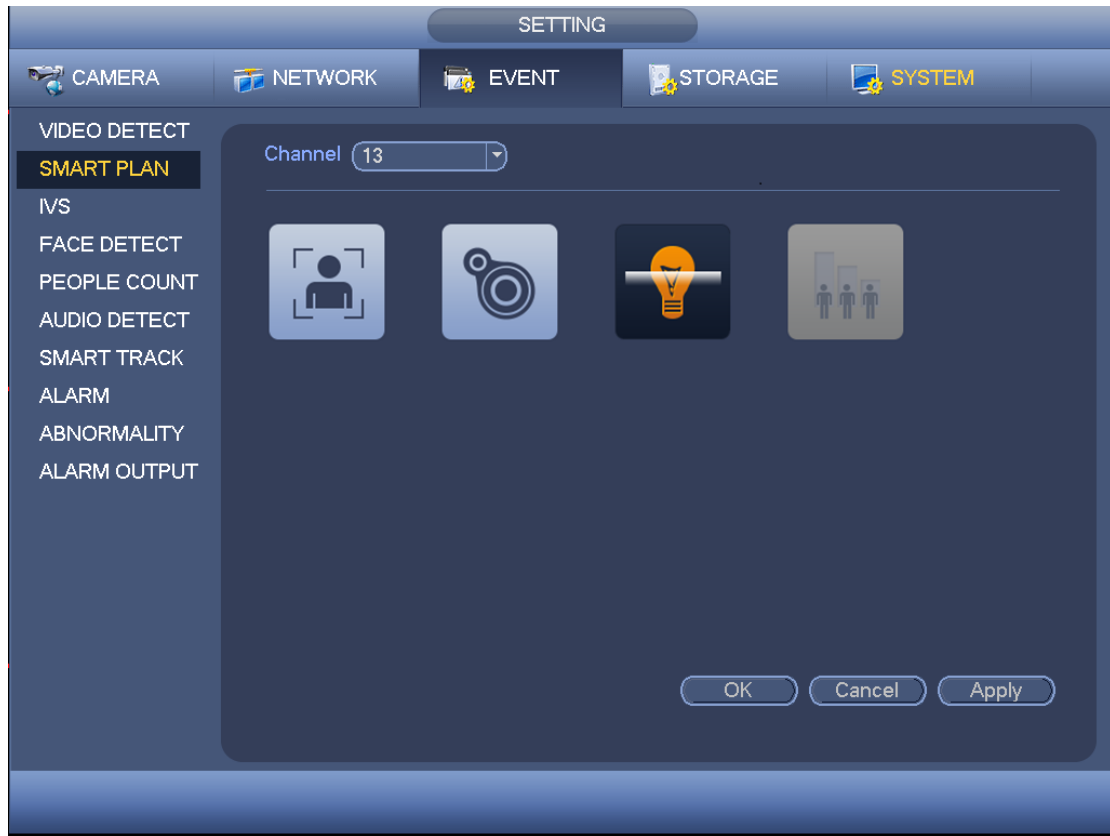 SETTING
CAMERA NETWORK EVENT STORAGE SYSTEM
VIDEO DETECT
SMART PLAN
IVS
FACE DETECT
PEOPLE COUNT
AUDIO DETECT
SMART TRACK
ALARM
ABNORMALITY
ALARM OUTPUT
Channel 13
OK Cancel Apply